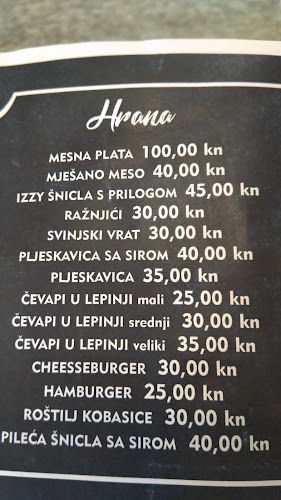 Hrana
MESNA PLATA 100,00 kn
MJEŠANO MESO 40,00 kn
IZZY ŠNICLA S PRILOGOM 45,00 kn
RAŽNJIĆI 30,00 kn
SVINJSKI VRAT 30,00 kn
PLJESKAVICA SA SIROM 40,00 kn
PLJESKAVICA 35,00 kn
ČEVAPI U LEPINJI mali 25,00 kn
ČEVAPI U LEPINJI srednji 30,00 kn
ČEVAPI U LEPINJI veliki 35,00 kn
CHEESEBURGER 30,00 kn
HAMBURGER 25,00 kn
ROŠTILJ KOBASICE 30,00 kn
PILEĆA ŠNICLA SA SIROM 40,00 kn